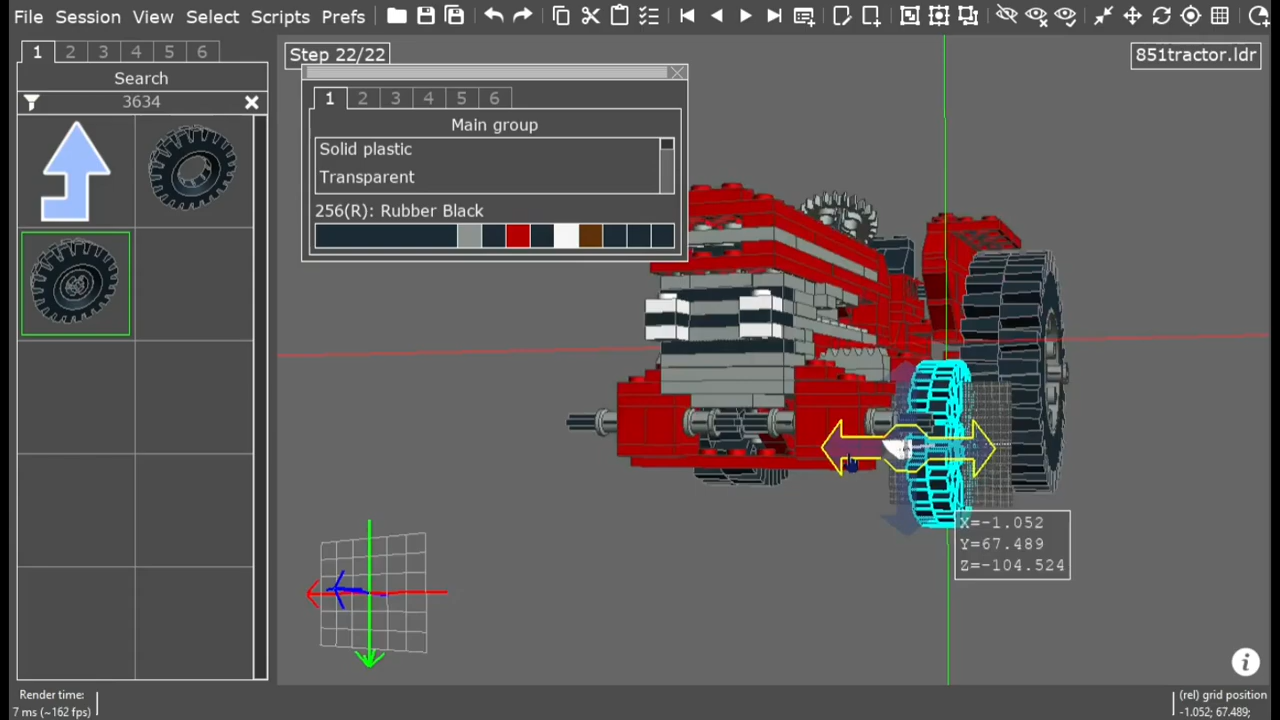 File Session View Select Scripts Prefs
1 2 3 4 5 6
Search
3634
Step 22/22
851tractor.ldr
1 2 3 4 5 6
Main group
Solid plastic
Transparent
256(R): Rubber Black
X=-1.052
Y=67.489
Z=-104.524
i
Render time:
7 ms (~162 fps)
(rel) grid position
-1.052; 67.489;